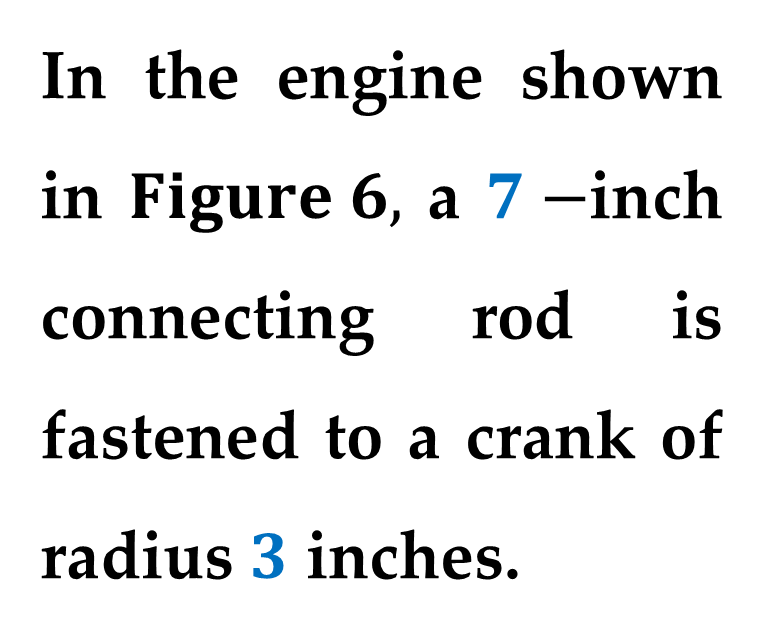 In the engine shown
in Figure 6, a 7 –inch
connecting rod is
fastened to a crank of
radius 3 inches.